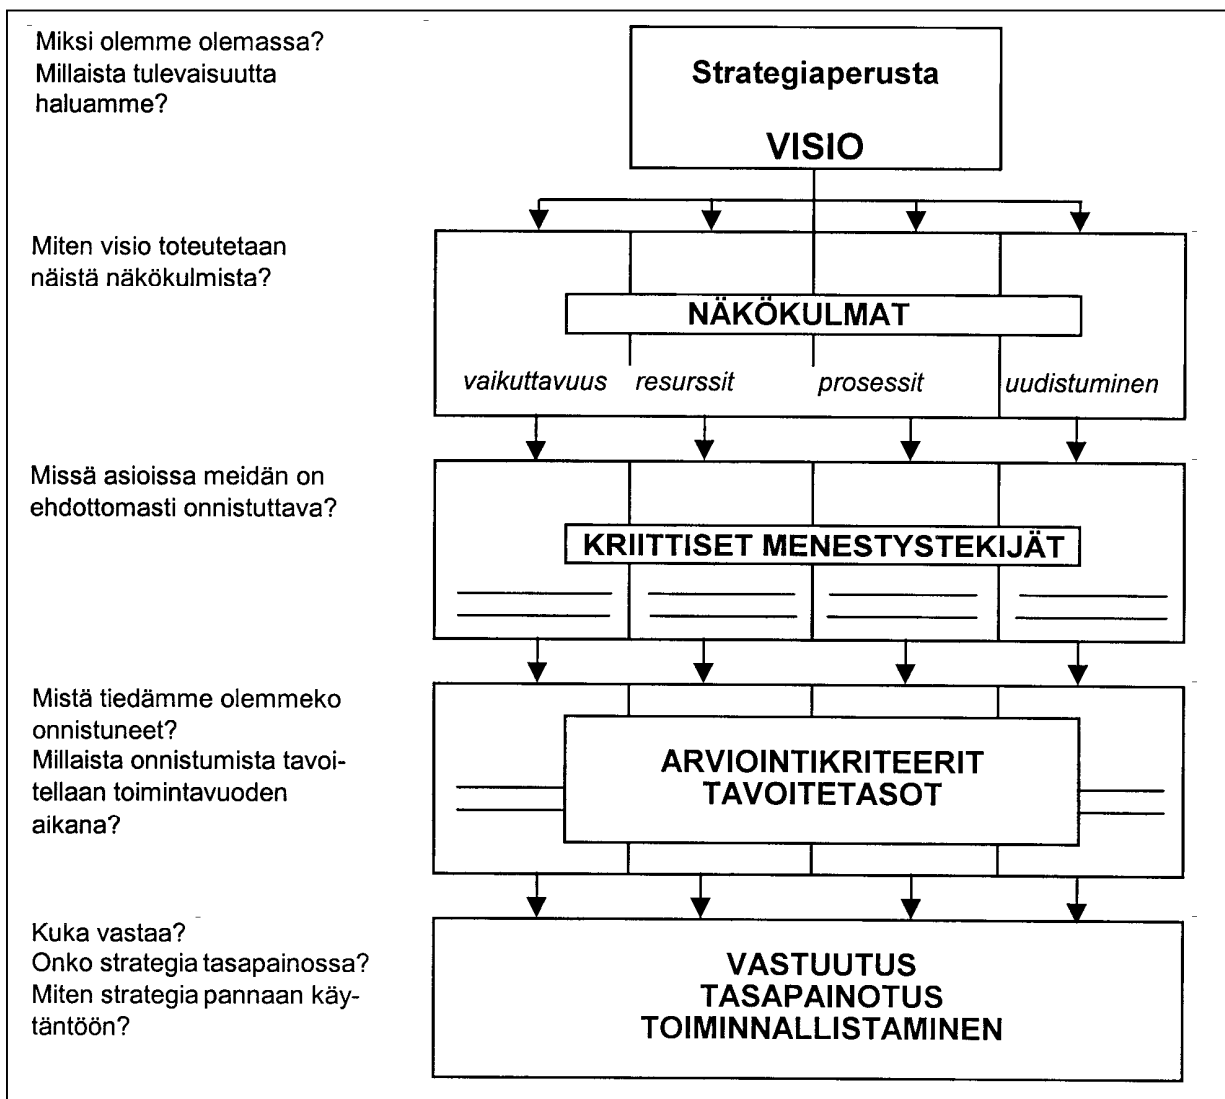 Miksi olemme olemassa?
Millaista tulevaisuutta
haluamme?
Strategiaperusta
VISIO
Miten visio toteutetaan
näistä näkökulmista?
NÄKÖKULMAT
vaikuttavuus resurssit prosessit uudistuminen
Missä asioissa meidän on
ehdottomasti onnistuttava?
KRIITTISET MENESTYSTEKIJÄT
Mistä tiedämme olemmeko
onnistuneet?
Millaista onnistumista tavoi-
tellaan toimintavuoden
aikana?
ARVIOINTIKRITEERIT
TAVOITETASOT
Kuka vastaa?
Onko strategia tasapainossa?
Miten strategia pannaan käy-
täntöön?
VASTUUTUS
TASAPAINOTUS
TOIMINNALLISTAMINEN